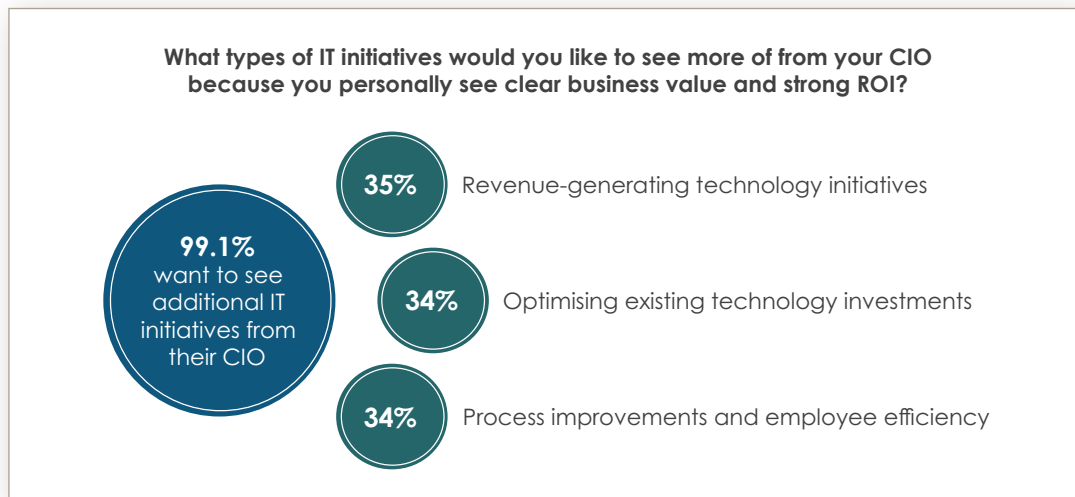 What types of IT initiatives would you like to see more of from your CIO
because you personally see clear business value and strong ROI?
99.1%
want to see
additional IT
initiatives from
their CIO
35%
Revenue-generating technology initiatives
34%
Optimising existing technology investments
34%
Process improvements and employee efficiency